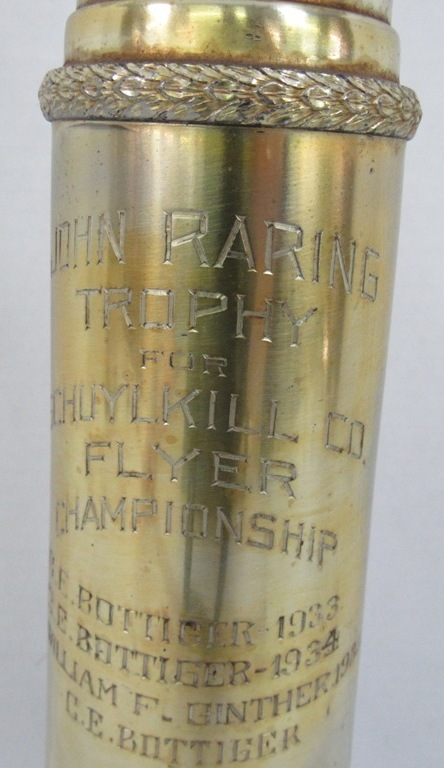 JOHN RARING
TROPHY
FOR
SCHUYLKILL CO.
FLYER
CHAMPIONSHIP
E. BOTTIGER-1933
E. BOTTIGER-1934
WILLIAM F. GINTHER
C.E. BOTTIGER